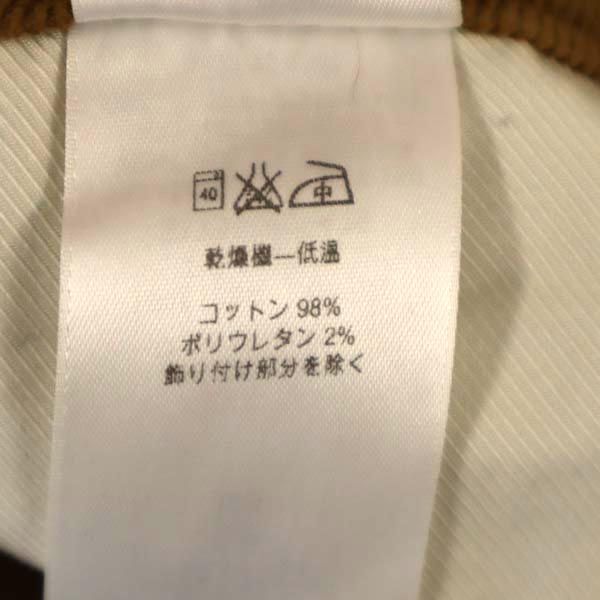 40 中
乾燥機—低温
コットン 98%
ポリウレタン 2%
飾り付け部分を除く